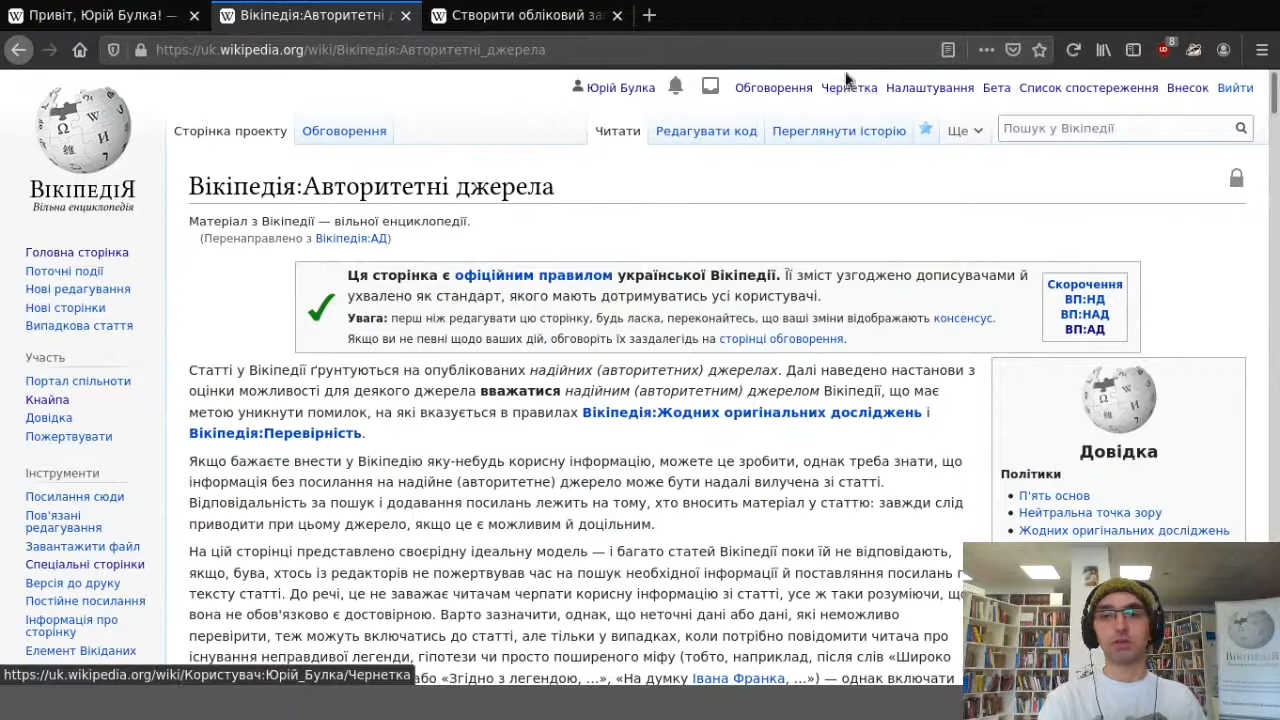 Привіт, Юрій Булка! —
Вікіпедія:Авторитетні
Створити обліковий за
https://uk.wikipedia.org/wiki/Вікіпедія:Авторитетні_джерела
8
Юрій Булка
Обговорення
Чернетка
Налаштування
Бета
Список спостереження
Внесок
Вийти
Сторінка проекту
Обговорення
Читати
Редагувати код
Переглянути історію
Ще
Пошук у Вікіпедії
ВІКІПЕДІЯ
Вільна енциклопедія
Вікіпедія:Авторитетні джерела
Матеріал з Вікіпедії — вільної енциклопедії.
(Перенаправлено з Вікіпедія:АД)
Ця сторінка є офіційним правилом української Вікіпедії. Її зміст узгоджено дописувачами й
ухвалено як стандарт, якого мають дотримуватись усі користувачі.
Увага: перш ніж редагувати цю сторінку, будь ласка, переконайтесь, що ваші зміни відображають консенсус.
Якщо ви не певні щодо ваших дій, обговоріть їх заздалегідь на сторінці обговорення.
Скорочення
ВП:НД
ВП:НАД
ВП:АД
Головна сторінка
Поточні події
Нові редагування
Нові сторінки
Випадкова стаття
Участь
Портал спільноти
Кнайпа
Довідка
Пожертвувати
Інструменти
Посилання сюди
Пов'язані
редагування
Завантажити файл
Спеціальні сторінки
Версія до друку
Постійне посилання
Інформація про
сторінку
Елемент Вікіданих
Статті у Вікіпедії ґрунтуються на опублікованих надійних (авторитетних) джерелах. Далі наведено настанови з
оцінки можливості для деякого джерела вважатися надійним (авторитетним) джерелом Вікіпедії, що має
метою уникнути помилок, на які вказується в правилах Вікіпедія:Жодних оригінальних досліджень і
Вікіпедія:Перевірність.
Якщо бажаєте внести у Вікіпедію яку-небудь корисну інформацію, можете це зробити, однак треба знати, що
інформація без посилання на надійне (авторитетне) джерело може бути надалі вилучена зі статті.
Відповідальність за пошук і додавання посилань лежить на тому, хто вносить матеріал у статтю: завжди слід
приводити при цьому джерело, якщо це є можливим й доцільним.
На цій сторінці представлено своєрідну ідеальну модель — і багато статей Вікіпедії поки їй не відповідають,
якщо, бува, хтось із редакторів не пожертвував час на пошук необхідної інформації й поставляння посилань
тексту статті. До речі, це не заважає читачам черпати корисну інформацію зі статті, усе ж таки розуміючи, що
вона не обов'язково є достовірною. Варто зазначити, однак, що неточні дані або дані, які неможливо
перевірити, теж можуть включатись до статті, але тільки у випадках, коли потрібно повідомити читача про
існування неправдивої легенди, гіпотези чи просто поширеного міфу (тобто, наприклад, після слів «Широко
або «Згідно з легендою, …», «На думку Івана Франка, …») — однак включати
Довідка
Політики
П'ять основ
Нейтральна точка зору
Жодних оригінальних досліджень
https://uk.wikipedia.org/wiki/Користувач:Юрій_Булка/Чернетка